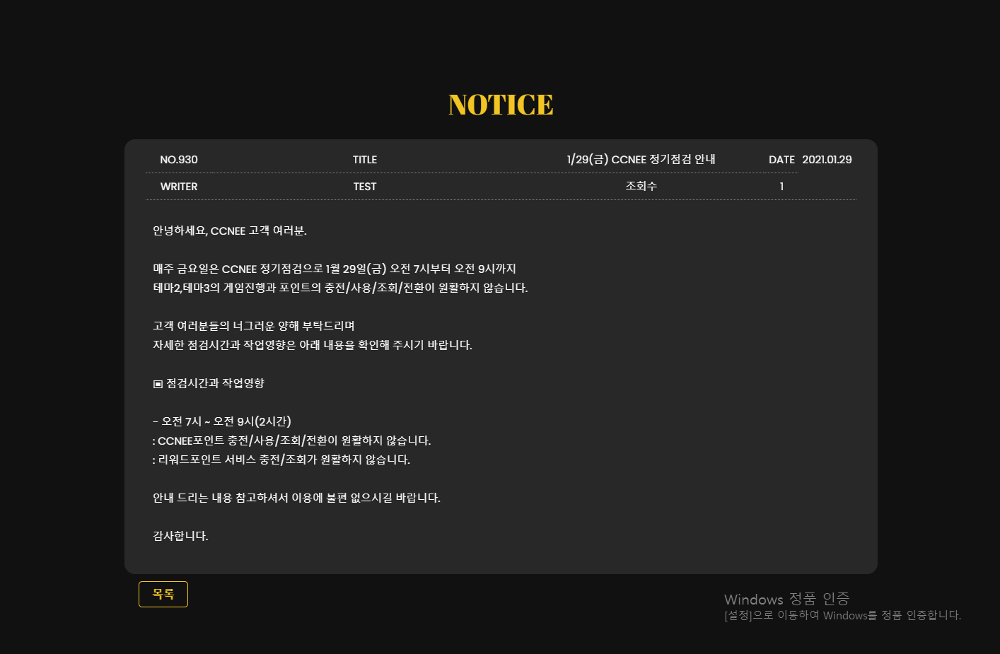 NOTICE
NO.930 TITLE 1/29(금) CCNEE 정기점검 안내 DATE 2021.01.29
WRITER TEST 조회수 1
안녕하세요, CCNEE 고객 여러분.
매주 금요일은 CCNEE 정기점검으로 1월 29일(금) 오전 7시부터 오전 9시까지
테마2,테마3의 게임진행과 포인트의 충전/사용/조회/전환이 원활하지 않습니다.
고객 여러분들의 너그러운 양해 부탁드리며
자세한 점검시간과 작업영향은 아래 내용을 확인해 주시기 바랍니다.
▣ 점검시간과 작업영향
- 오전 7시 ~ 오전 9시(2시간)
: CCNEE포인트 충전/사용/조회/전환이 원활하지 않습니다.
: 리워드포인트 서비스 충전/조회가 원활하지 않습니다.
안내 드리는 내용 참고하셔서 이용에 불편 없으시길 바랍니다.
감사합니다.
목록
Windows 정품 인증
[설정]으로 이동하여 Windows를 정품 인증합니다.